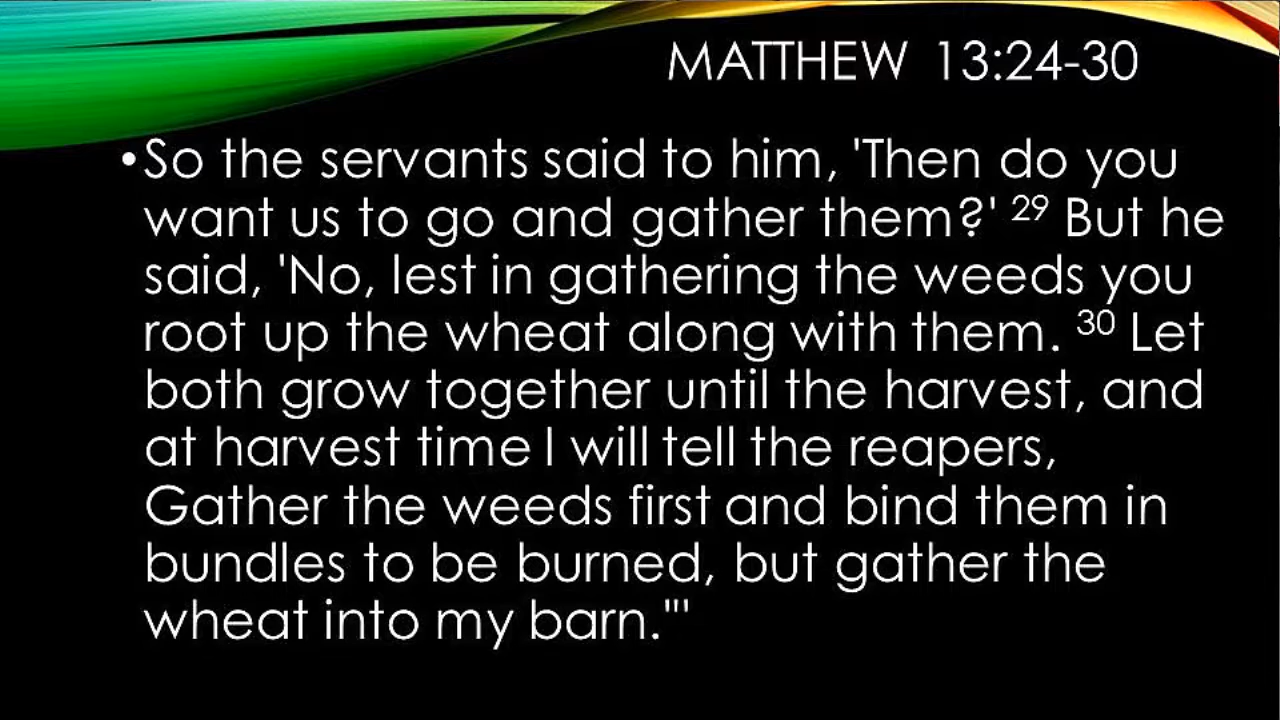 MATTHEW 13:24-30
•So the servants said to him, 'Then do you
want us to go and gather them?' 29 But he
said, 'No, lest in gathering the weeds you
root up the wheat along with them. 30 Let
both grow together until the harvest, and
at harvest time I will tell the reapers,
Gather the weeds first and bind them in
bundles to be burned, but gather the
wheat into my barn."'